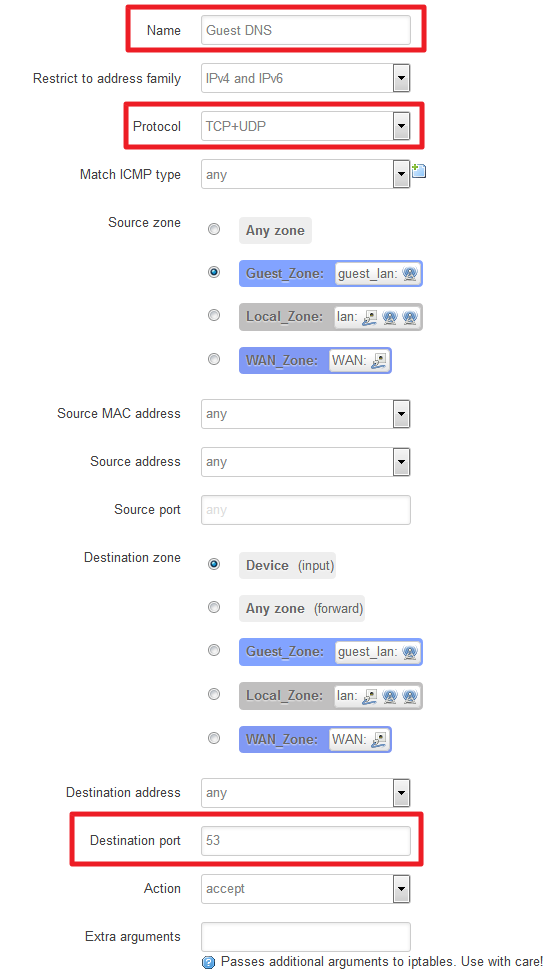 Name Guest DNS
Restrict to address family IPv4 and IPv6
Protocol TCP+UDP
Match ICMP type any
Source zone
Any zone
Guest_Zone: guest_lan:
Local_Zone: lan:
WAN_Zone: WAN:
Source MAC address any
Source address any
Source port any
Destination zone
Device (input)
Any zone (forward)
Guest_Zone: guest_lan:
Local_Zone: lan:
WAN_Zone: WAN:
Destination address any
Destination port 53
Action accept
Extra arguments
Passes additional arguments to iptables. Use with care!